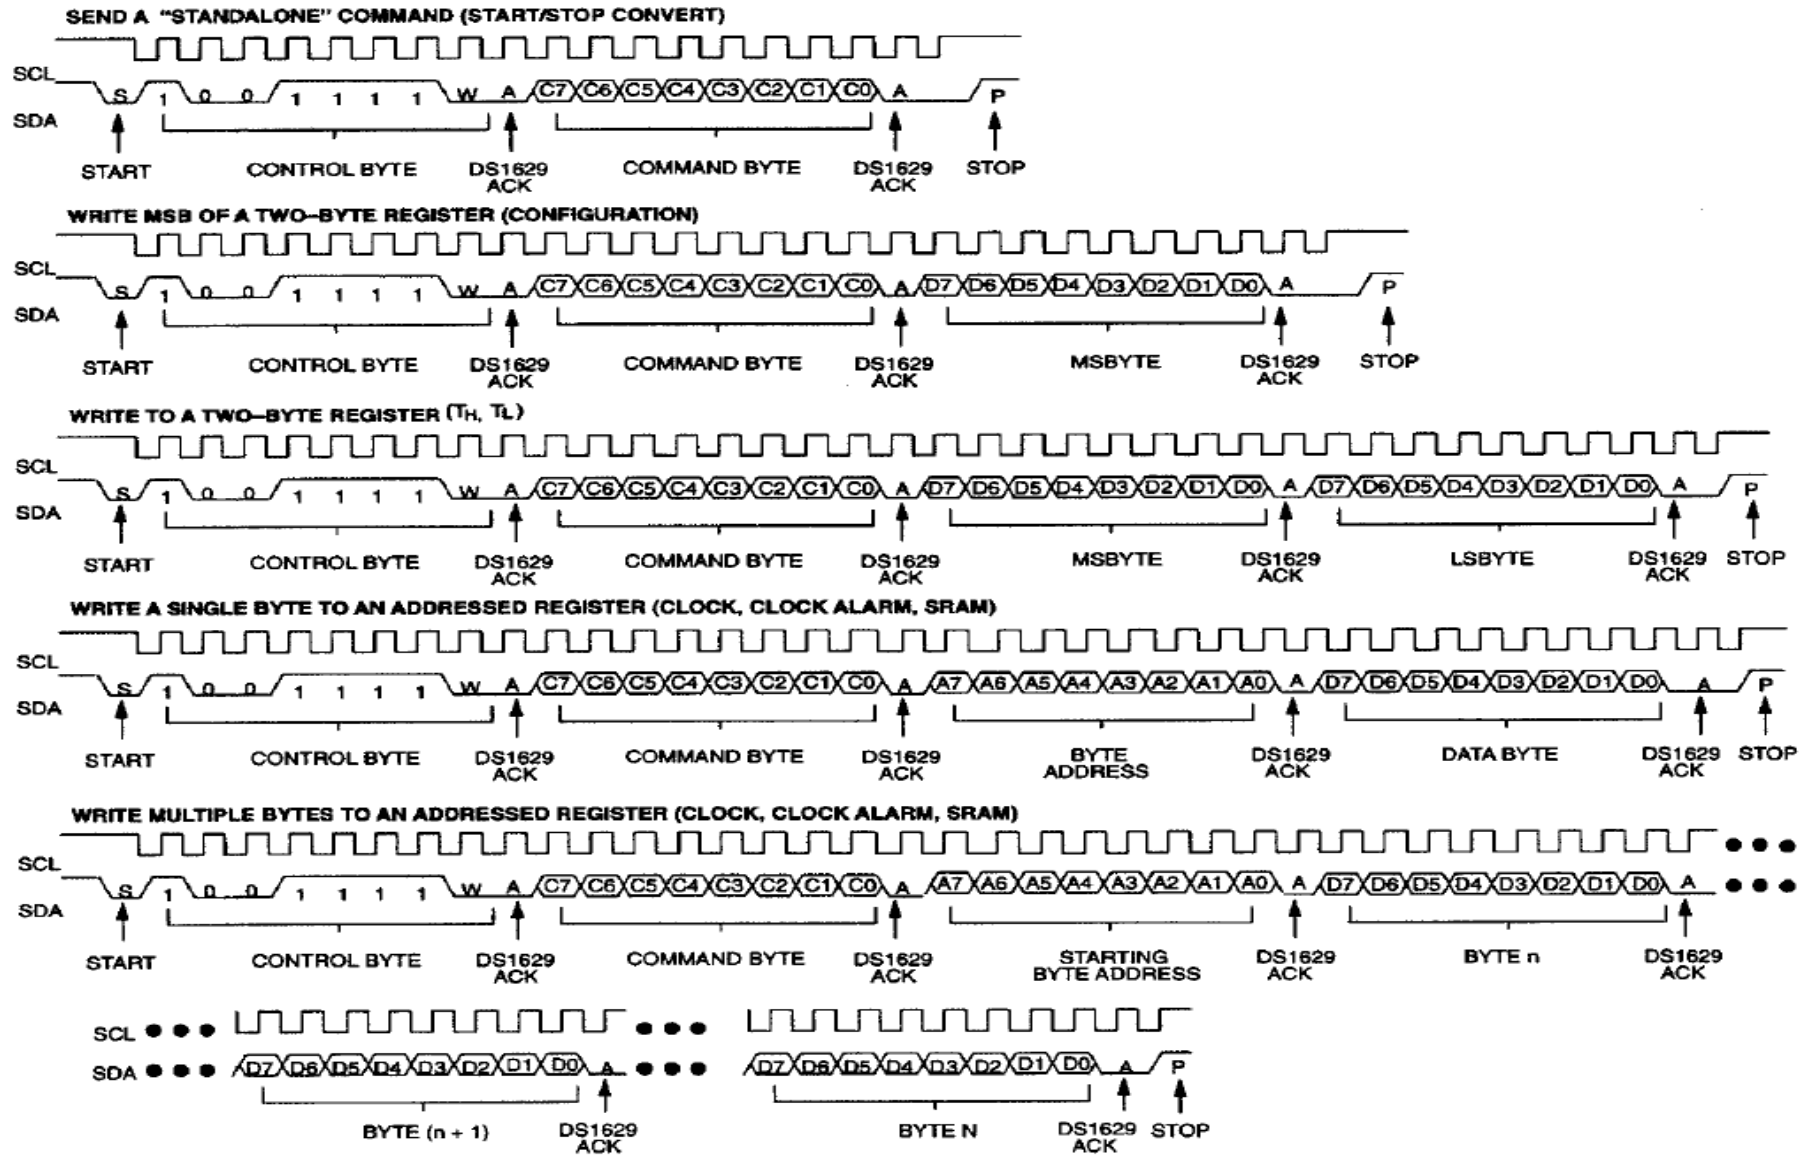 SEND A "STANDALONE" COMMAND (START/STOP CONVERT)
SCL
S 1 0 0 1 1 1 1 W A C7 C6 C5 C4 C3 C2 C1 C0 A P
SDA
START CONTROL BYTE DS1629 ACK COMMAND BYTE DS1629 ACK STOP
WRITE MSB OF A TWO–BYTE REGISTER (CONFIGURATION)
SCL
S 1 0 0 1 1 1 1 W A C7 C6 C5 C4 C3 C2 C1 C0 A D7 D6 D5 D4 D3 D2 D1 D0 A P
SDA
START CONTROL BYTE DS1629 ACK COMMAND BYTE DS1629 ACK MSBYTE DS1629 ACK STOP
WRITE TO A TWO–BYTE REGISTER (TH, TL)
SCL
S 1 0 0 1 1 1 1 W A C7 C6 C5 C4 C3 C2 C1 C0 A D7 D6 D5 D4 D3 D2 D1 D0 A D7 D6 D5 D4 D3 D2 D1 D0 A P
SDA
START CONTROL BYTE DS1629 ACK COMMAND BYTE DS1629 ACK MSBYTE DS1629 ACK LSBYTE DS1629 ACK STOP
WRITE A SINGLE BYTE TO AN ADDRESSED REGISTER (CLOCK, CLOCK ALARM, SRAM)
SCL
S 1 0 0 1 1 1 1 W A C7 C6 C5 C4 C3 C2 C1 C0 A A7 A6 A5 A4 A3 A2 A1 A0 A D7 D6 D5 D4 D3 D2 D1 D0 A P
SDA
START CONTROL BYTE DS1629 ACK COMMAND BYTE DS1629 ACK BYTE ADDRESS DS1629 ACK DATA BYTE DS1629 ACK STOP
WRITE MULTIPLE BYTES TO AN ADDRESSED REGISTER (CLOCK, CLOCK ALARM, SRAM)
SCL
S 1 0 0 1 1 1 1 W A C7 C6 C5 C4 C3 C2 C1 C0 A A7 A6 A5 A4 A3 A2 A1 A0 A D7 D6 D5 D4 D3 D2 D1 D0 A
SDA
START CONTROL BYTE DS1629 ACK COMMAND BYTE DS1629 ACK STARTING BYTE ADDRESS DS1629 ACK BYTE n DS1629 ACK
SCL
SDA D7 D6 D5 D4 D3 D2 D1 D0 A D7 D6 D5 D4 D3 D2 D1 D0 A P
BYTE (n + 1) DS1629 ACK BYTE N DS1629 ACK STOP